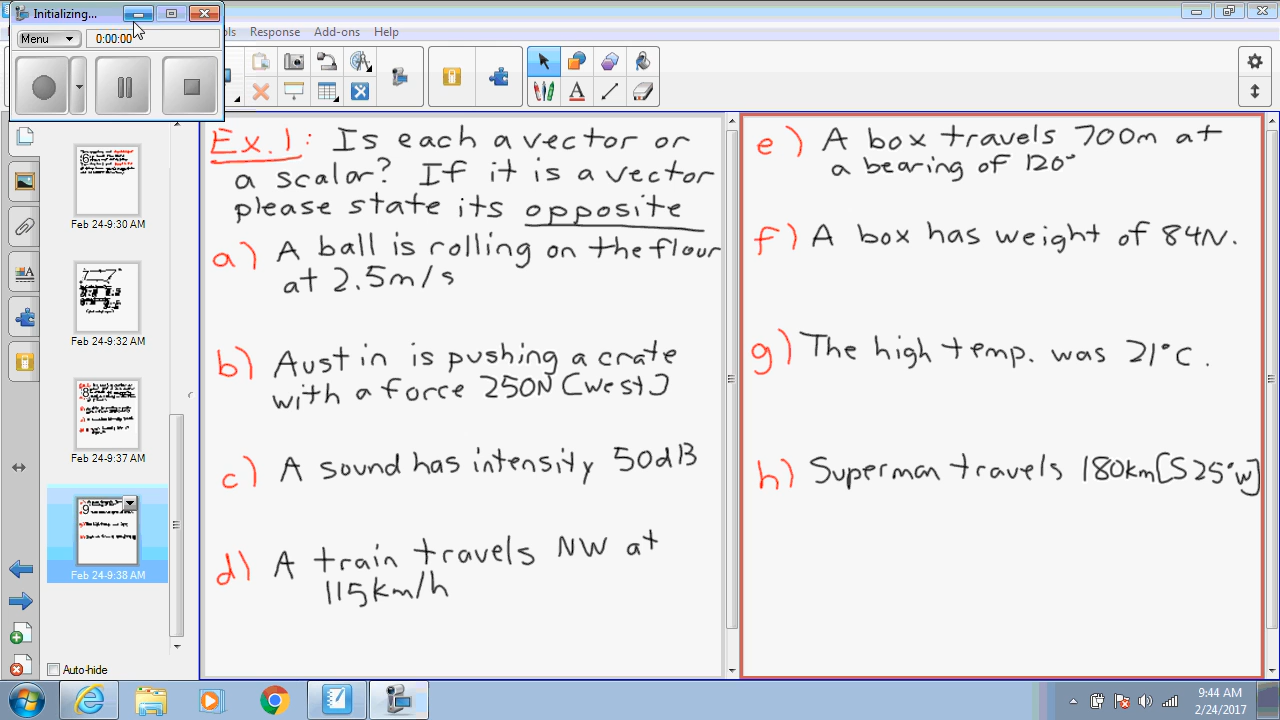 Initializing...
Menu
0:00:00
Response Add-ons Help
Feb 24-9:30 AM
Feb 24-9:32 AM
Feb 24-9:37 AM
Feb 24-9:38 AM
Auto-hide
Ex.1: Is each a vector or
a scalar? If it is a vector
please state its opposite
a) A ball is rolling on the flour
at 2.5m/s
b) Austin is pushing a crate
with a force 250N [west]
c) A sound has intensity 50dB
d) A train travels NW at
115km/h
e) A box travels 700m at
a bearing of 120°
f) A box has weight of 84N.
g) The high temp. was 21°C.
h) Superman travels 180km[S25°W]
9:44 AM
2/24/2017